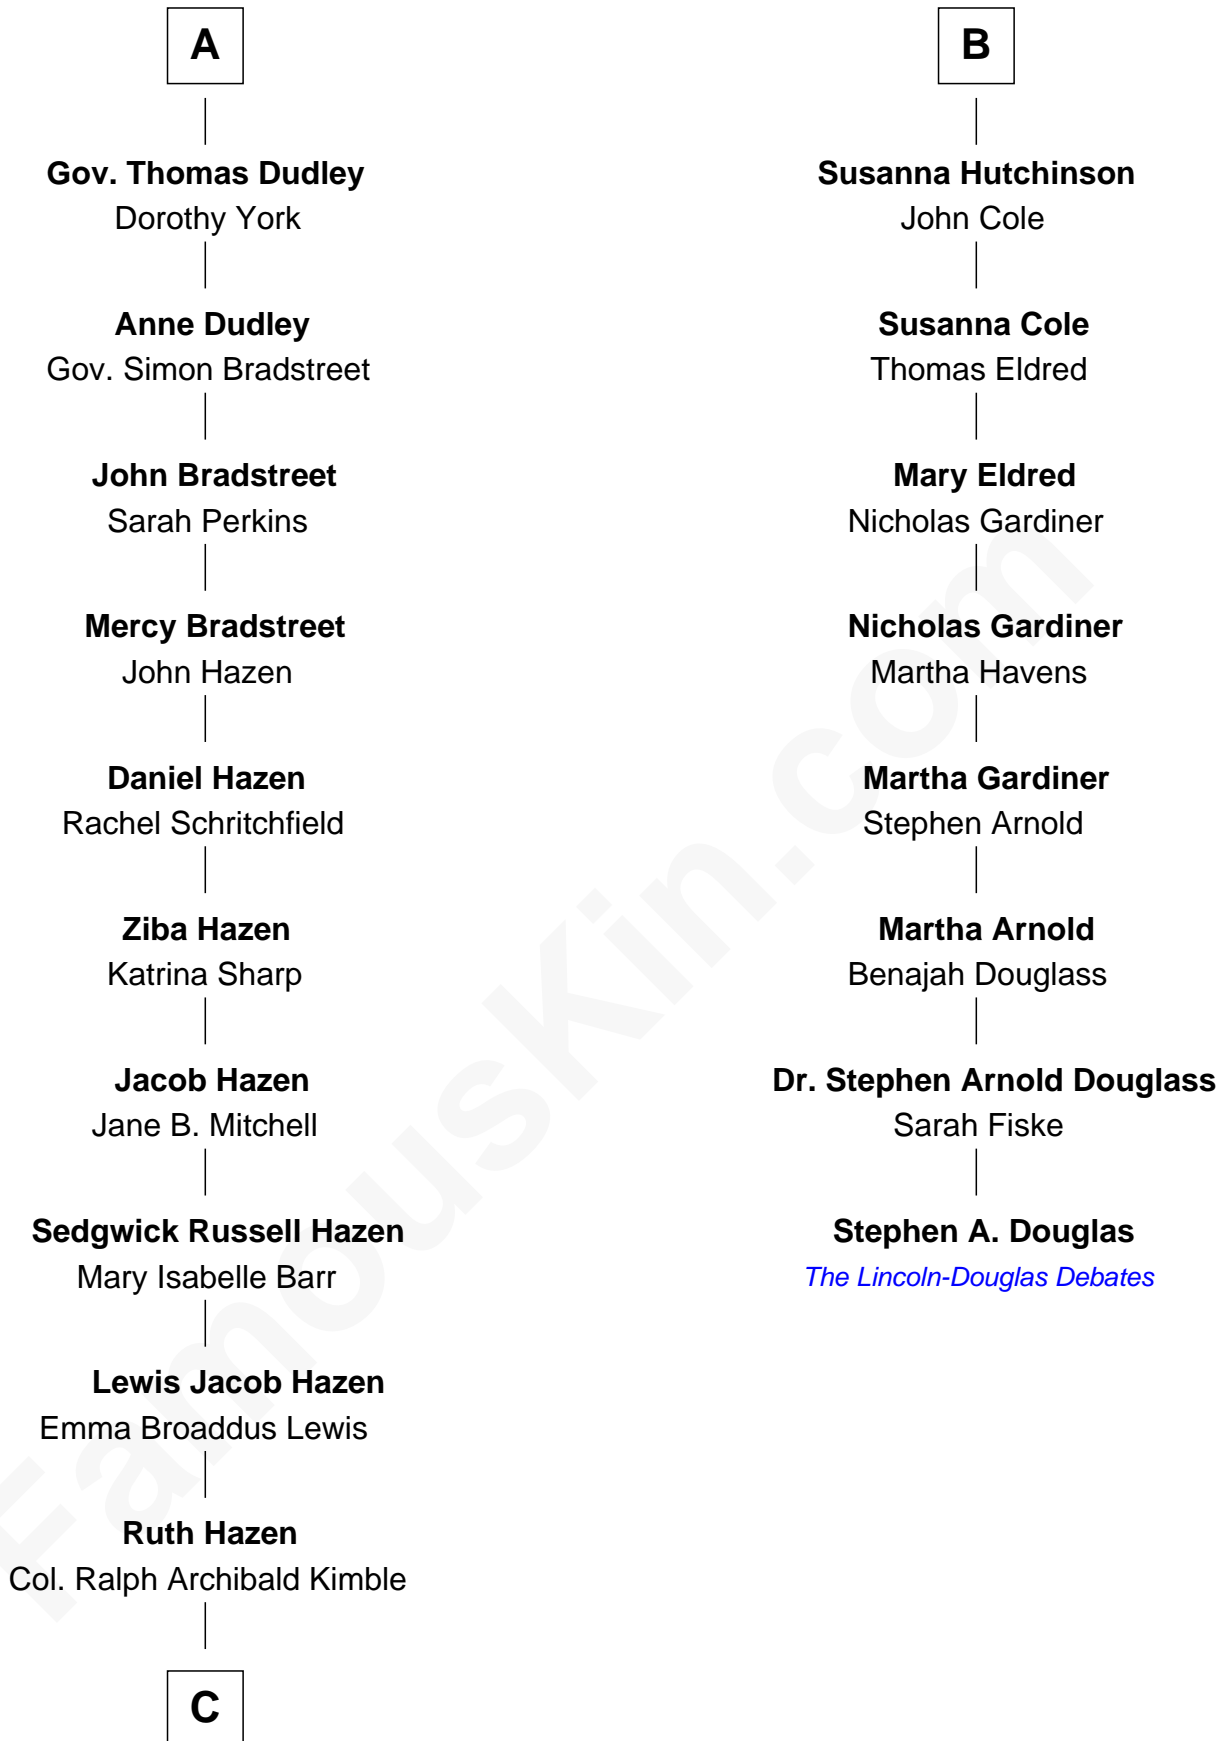 A
Gov. Thomas Dudley
Dorothy York
Anne Dudley
Gov. Simon Bradstreet
John Bradstreet
Sarah Perkins
Mercy Bradstreet
John Hazen
Daniel Hazen
Rachel Schritchfield
Ziba Hazen
Katrina Sharp
Jacob Hazen
Jane B. Mitchell
Sedgwick Russell Hazen
Mary Isabelle Barr
Lewis Jacob Hazen
Emma Broaddus Lewis
Ruth Hazen
Col. Ralph Archibald Kimble
C
B
Susanna Hutchinson
John Cole
Susanna Cole
Thomas Eldred
Mary Eldred
Nicholas Gardiner
Nicholas Gardiner
Martha Havens
Martha Gardiner
Stephen Arnold
Martha Arnold
Benajah Douglass
Dr. Stephen Arnold Douglass
Sarah Fiske
Stephen A. Douglas
The Lincoln-Douglas Debates
FamousKin.com